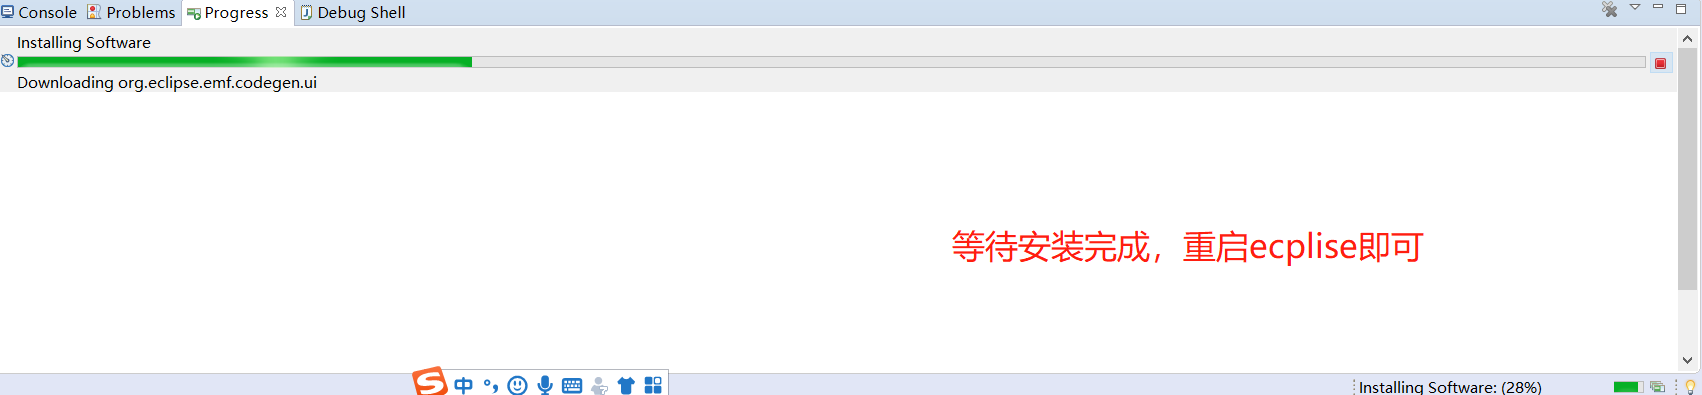 Console Problems Progress Debug Shell
Installing Software
Downloading org.eclipse.emf.codegen.ui
等待安装完成，重启ecplise即可
中
Installing Software: (28%)